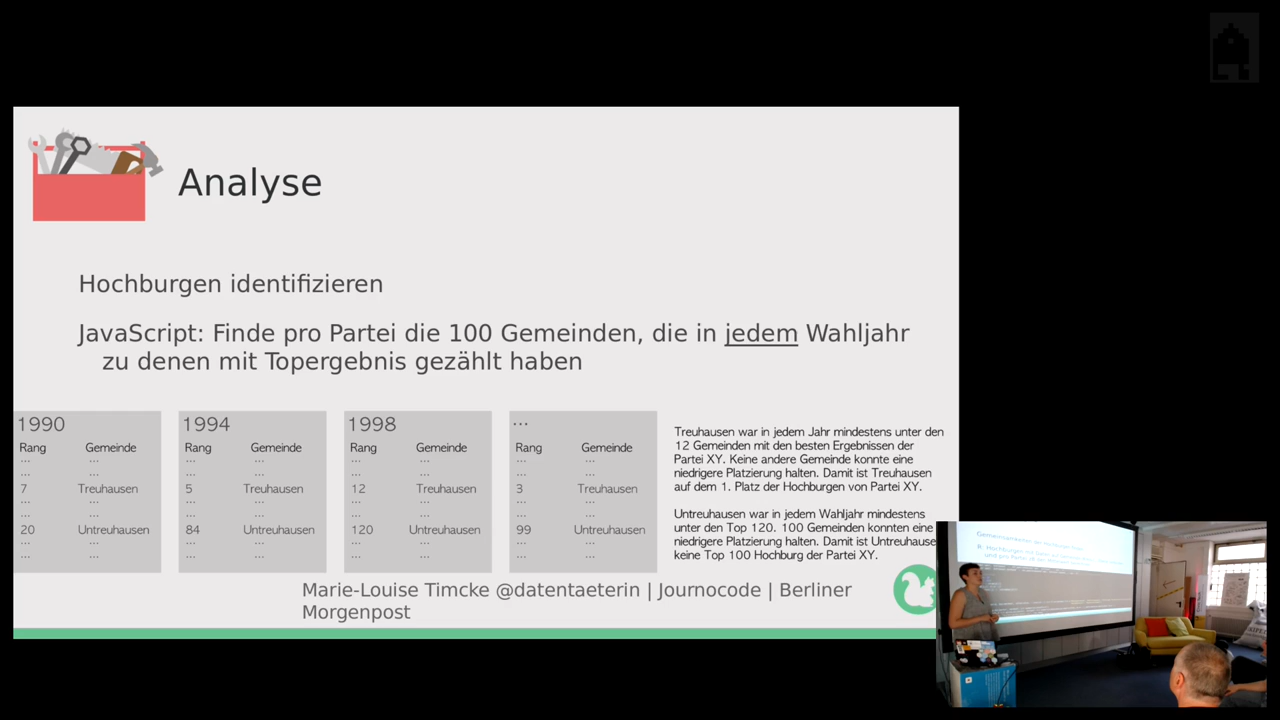 Analyse
Hochburgen identifizieren
JavaScript: Finde pro Partei die 100 Gemeinden, die in jedem Wahljahr
zu denen mit Topergebnis gezählt haben
1990
Rang Gemeinde
... ...
... ...
7 Treuhausen
... ...
... ...
20 Untreuhausen
... ...
... ...
1994
Rang Gemeinde
... ...
... ...
5 Treuhausen
... ...
... ...
84 Untreuhausen
... ...
... ...
1998
Rang Gemeinde
... ...
... ...
12 Treuhausen
... ...
... ...
120 Untreuhausen
... ...
... ...
...
Rang Gemeinde
... ...
... ...
3 Treuhausen
... ...
... ...
99 Untreuhausen
... ...
... ...
Treuhausen war in jedem Jahr mindestens unter den
12 Gemeinden mit den besten Ergebnissen der
Partei XY. Keine andere Gemeinde konnte eine
niedrigere Platzierung halten. Damit ist Treuhausen
auf dem 1. Platz der Hochburgen von Partei XY.
Untreuhausen war in jedem Wahljahr mindestens
unter den Top 120. 100 Gemeinden konnten eine
niedrigere Platzierung halten. Damit ist Untreuhause
keine Top 100 Hochburg der Partei XY.
Marie-Louise Timcke @datentaeterin | Journocode | Berliner
Morgenpost